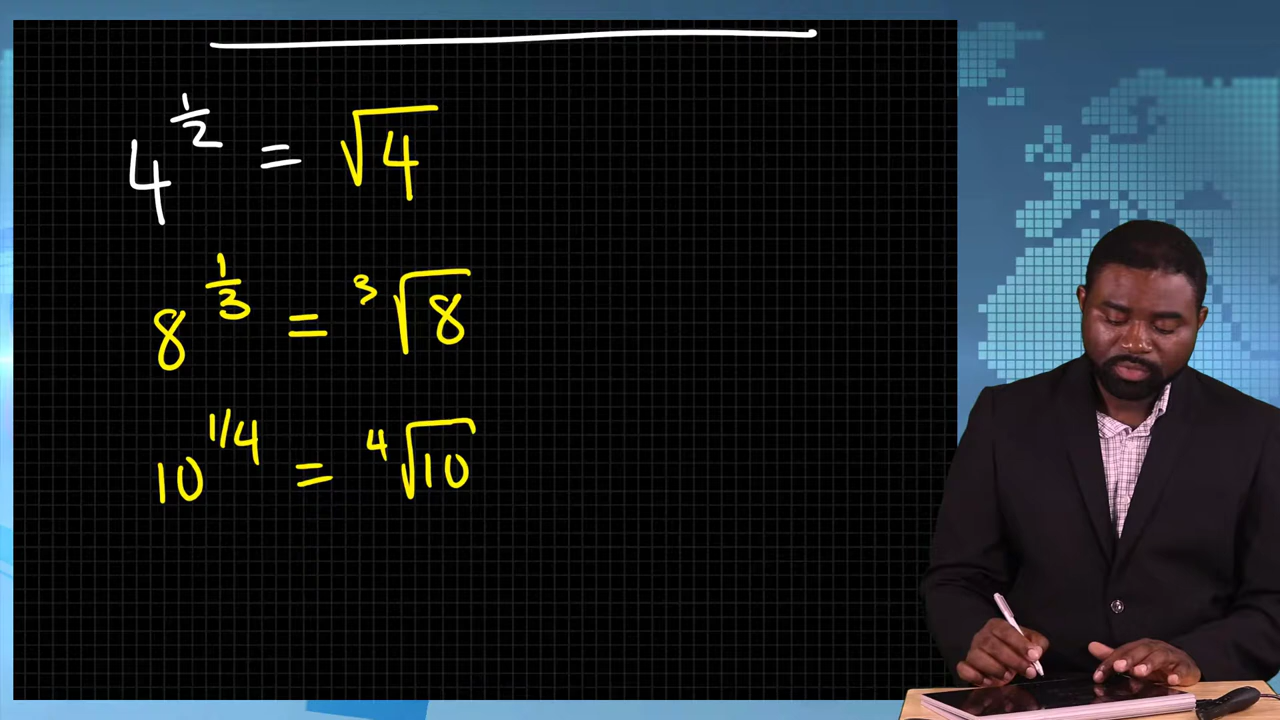 4^{1/2} = √4
8^{1/3} = ³√8
10^{1/4} = ⁴√10